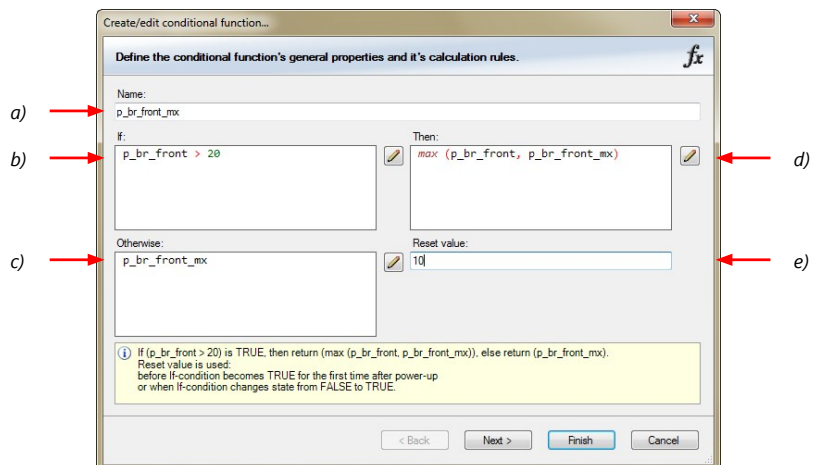 Create/edit conditional function...
Define the conditional function's general properties and it's calculation rules.
fx
Name:
a)
p_br_front_mx
If:
Then:
b)
p_br_front > 20
max (p_br_front, p_br_front_mx)
d)
Otherwise:
Reset value:
c)
p_br_front_mx
10
e)
If (p_br_front > 20) is TRUE, then return (max (p_br_front, p_br_front_mx)), else return (p_br_front_mx).
Reset value is used:
before If-condition becomes TRUE for the first time after power-up
or when If-condition changes state from FALSE to TRUE.
< Back
Next >
Finish
Cancel